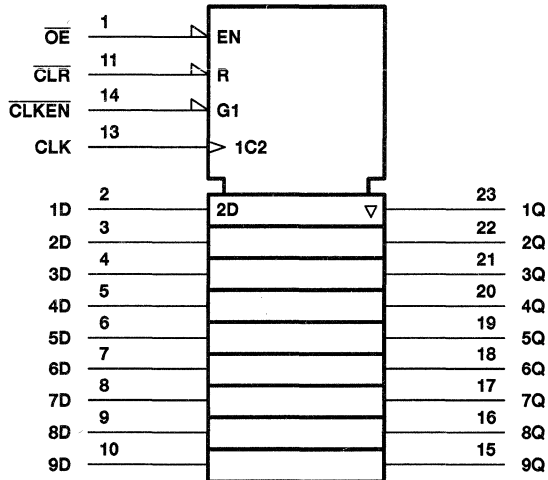 OE 1 EN
CLR 11 R
CLKEN 14 G1
CLK 13 1C2
1D 2 2D 23 1Q
2D 3 22 2Q
3D 4 21 3Q
4D 5 20 4Q
5D 6 19 5Q
6D 7 18 6Q
7D 8 17 7Q
8D 9 16 8Q
9D 10 15 9Q